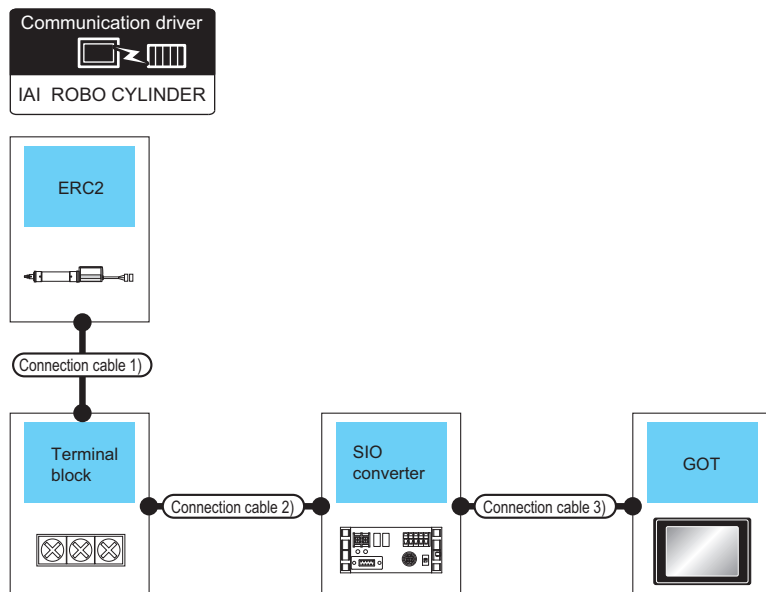 Communication driver
IAI ROBO CYLINDER
ERC2
Connection cable 1)
Terminal
block
Connection cable 2)
SIO
converter
Connection cable 3)
GOT